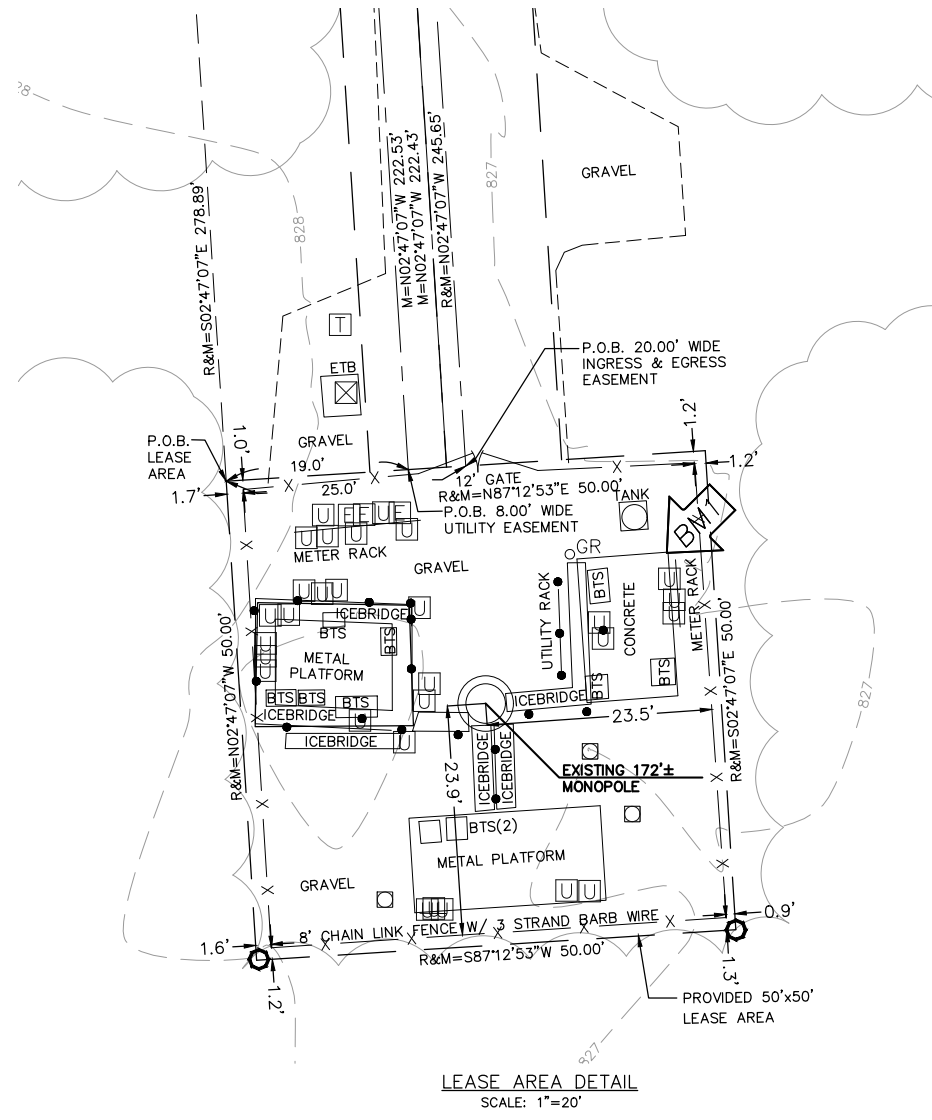 828
R&M=S02°47'07"E 278.89'
828
M=N02°47'07"W 222.53'
M=N02°47'07"W 222.43'
R&M=N02°47'07"W 245.65'
827
GRAVEL
T
ETB
P.O.B. 20.00' WIDE
INGRESS & EGRESS
EASEMENT
P.O.B.
LEASE
AREA
1.0'
GRAVEL
19.0'
1.7'
25.0'
X
X
12' GATE
R&M=N87°12'53"E 50.00'
P.O.B. 8.00' WIDE
UTILITY EASEMENT
X
1.2'
1.2'
TANK
BM1
U
E
E
U
E
U
U
U
U
METER RACK
GRAVEL
GR
X
R&M=N02°47'07"W 50.00'
U
U
U
U
U
U
ICEBRIDGE
BTS
BTS
METAL
PLATFORM
U
U
BTS
BTS
BTS
U
ICEBRIDGE
ICEBRIDGE
U
U
U
UTILITY RACK
BTS
U
BTS
CONCRETE
BTS
U
U
U
METER RACK
X
X
R&M=S02°47'07"E 50.00'
827
ICEBRIDGE
23.5'
ICEBRIDGE
ICEBRIDGE
23.9'
EXISTING 172'±
MONOPOLE
X
X
X
X
BTS(2)
METAL PLATFORM
U
U
U
U
GRAVEL
X
X
8' CHAIN LINK FENCE W/ 3 STRAND BARB WIRE
R&M=S87°12'53"W 50.00'
X
X
X
X
X
1.6'
1.2'
0.9'
1.3'
PROVIDED 50'x50'
LEASE AREA
827
LEASE AREA DETAIL
SCALE: 1"=20'